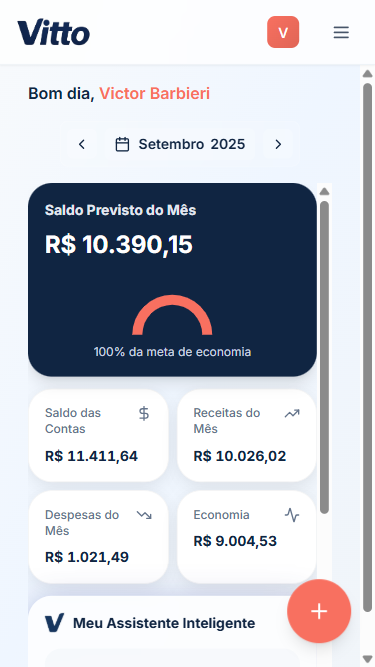 Vitto
V
Bom dia, Victor Barbieri
Setembro 2025
Saldo Previsto do Mês
R$ 10.390,15
100% da meta de economia
Saldo das
Contas
R$ 11.411,64
Receitas do
Mês
R$ 10.026,02
Despesas do
Mês
R$ 1.021,49
Economia
R$ 9.004,53
V Meu Assistente Inteligente